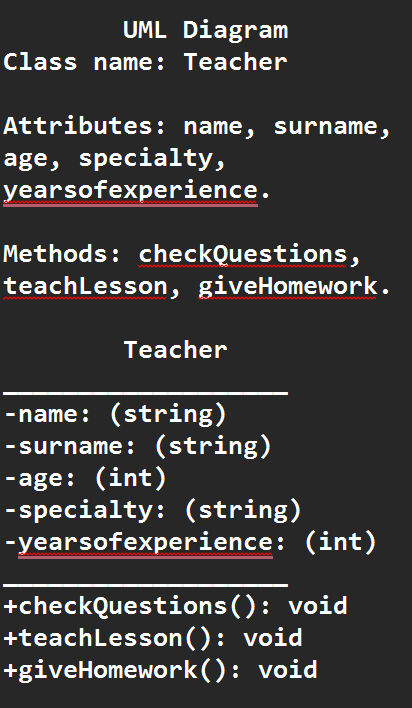 UML Diagram
Class name: Teacher
Attributes: name, surname,
age, specialty,
yearsofexperience.
Methods: checkQuestions,
teachLesson, giveHomework.
Teacher
___________________
-name: (string)
-surname: (string)
-age: (int)
-specialty: (string)
-yearsofexperience: (int)
___________________
+checkQuestions(): void
+teachLesson(): void
+giveHomework(): void